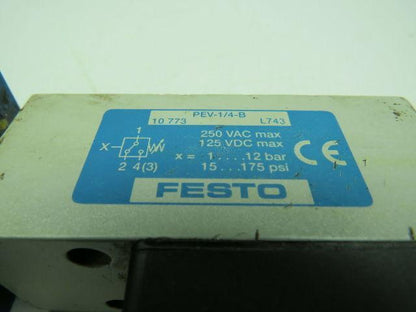 PEV-1/4-B
10 773 L743
1
X
2 4(3)
250 VAC max
125 VDC max
x = 1....12 bar
15....175 psi
CE
FESTO